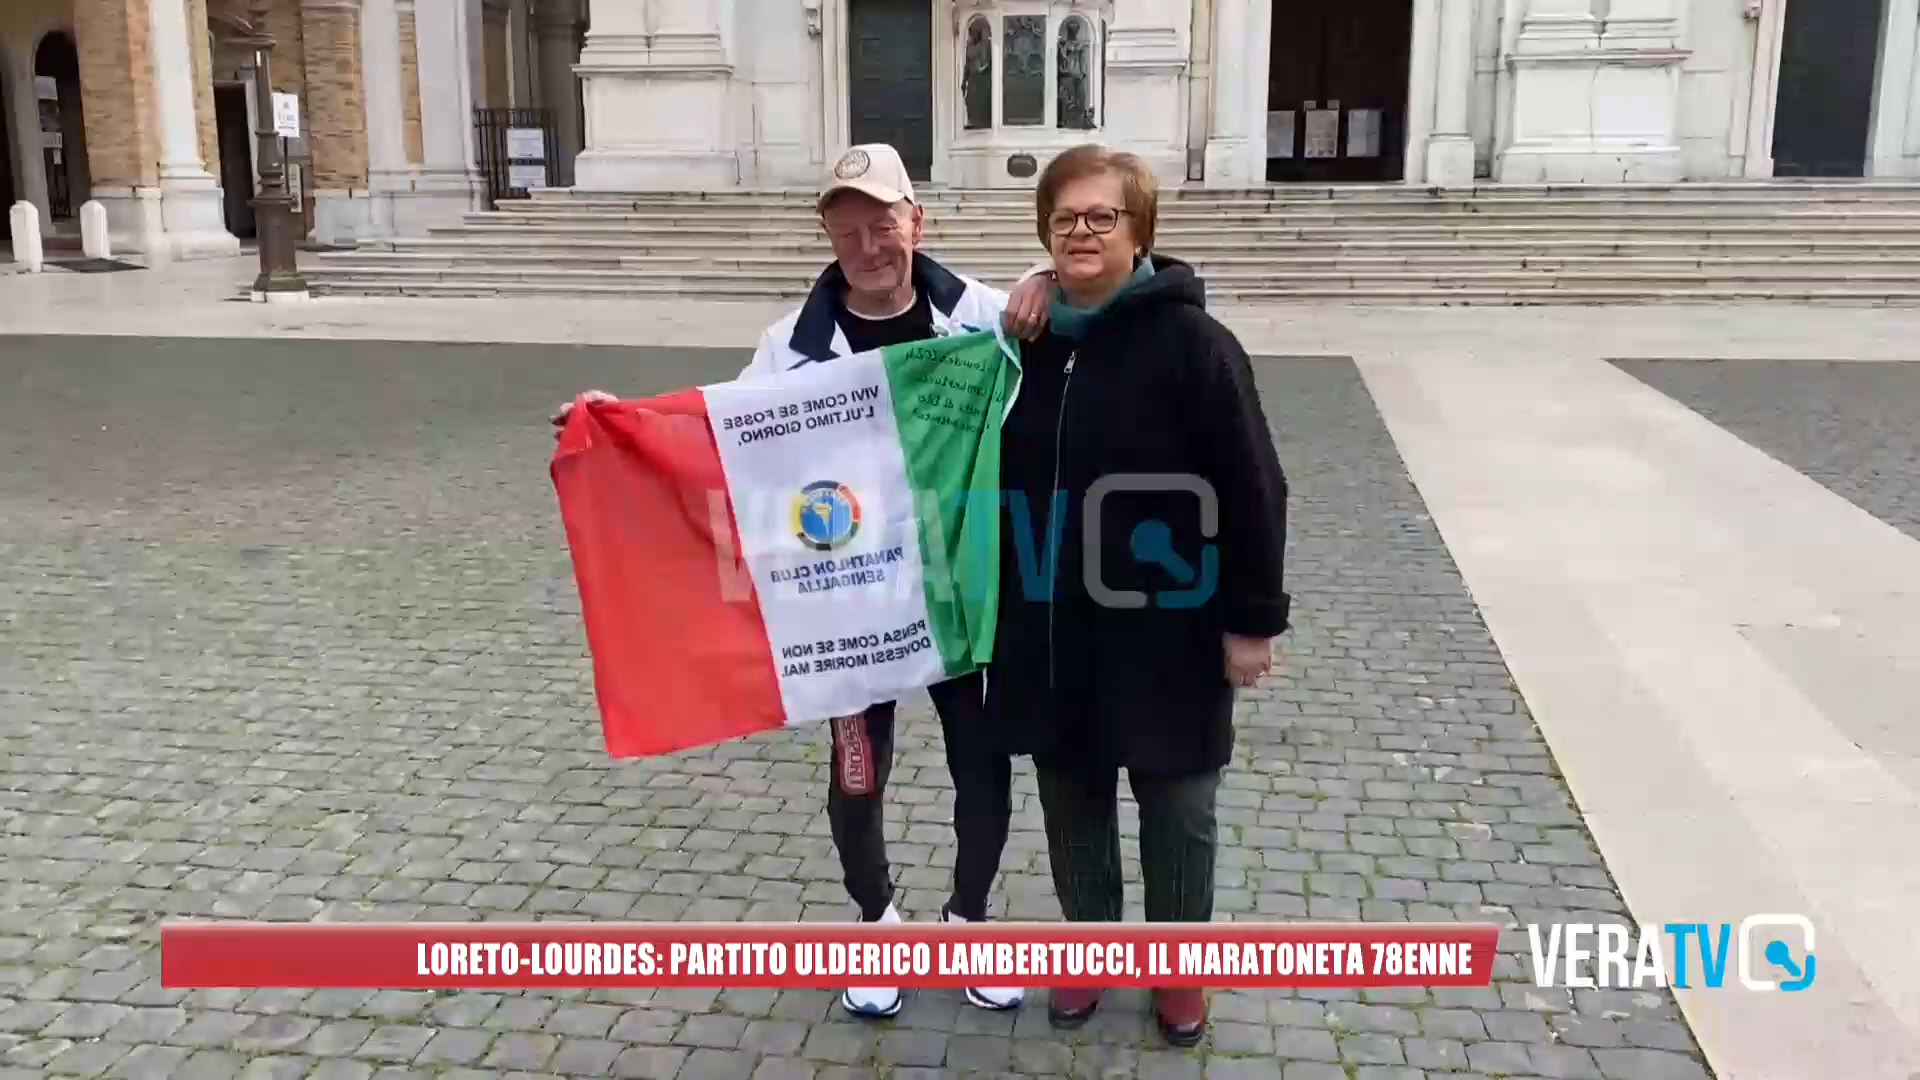 VIVI COME SE FOSSE
L'ULTIMO GIORNO,
PANATHLON CLUB
SENIGALLIA
PENSA COME SE NON
DOVESSI MORIRE MAI.
VERATV
LORETO-LOURDES: PARTITO ULDERICO LAMBERTUCCI, IL MARATONETA 78ENNE
VERATV